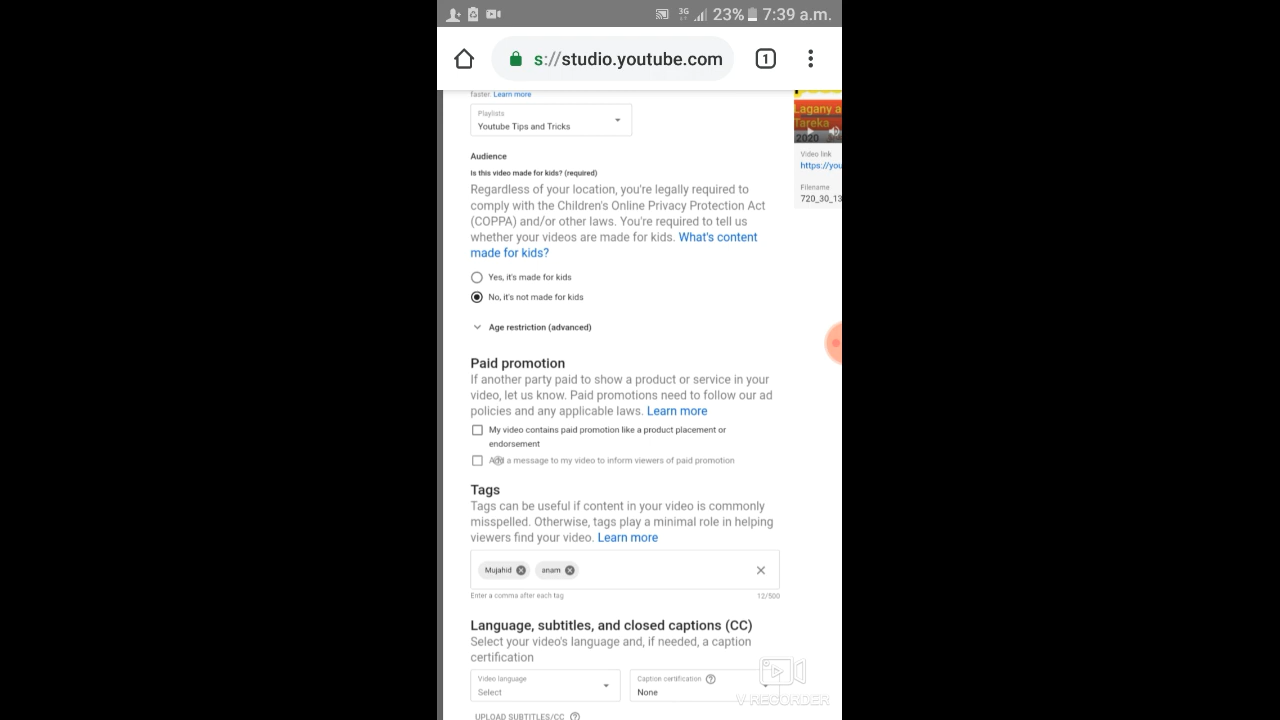 3G 23% 7:39 a.m.
s://studio.youtube.com 1
faster. Learn more
Playlists
Youtube Tips and Tricks
Lagany
Tareka
2020
Video link
https://you
Filename
720_30_13
Audience
Is this video made for kids? (required)
Regardless of your location, you're legally required to
comply with the Children's Online Privacy Protection Act
(COPPA) and/or other laws. You're required to tell us
whether your videos are made for kids. What's content
made for kids?
Yes, it's made for kids
No, it's not made for kids
Age restriction (advanced)
Paid promotion
If another party paid to show a product or service in your
video, let us know. Paid promotions need to follow our ad
policies and any applicable laws. Learn more
My video contains paid promotion like a product placement or
endorsement
Add a message to my video to inform viewers of paid promotion
Tags
Tags can be useful if content in your video is commonly
misspelled. Otherwise, tags play a minimal role in helping
viewers find your video. Learn more
Mujahid anam
Enter a comma after each tag 12/500
Language, subtitles, and closed captions (CC)
Select your video's language and, if needed, a caption
certification
Video language
Select
Caption certification
None
UPLOAD SUBTITLES/CC
V RECORDER